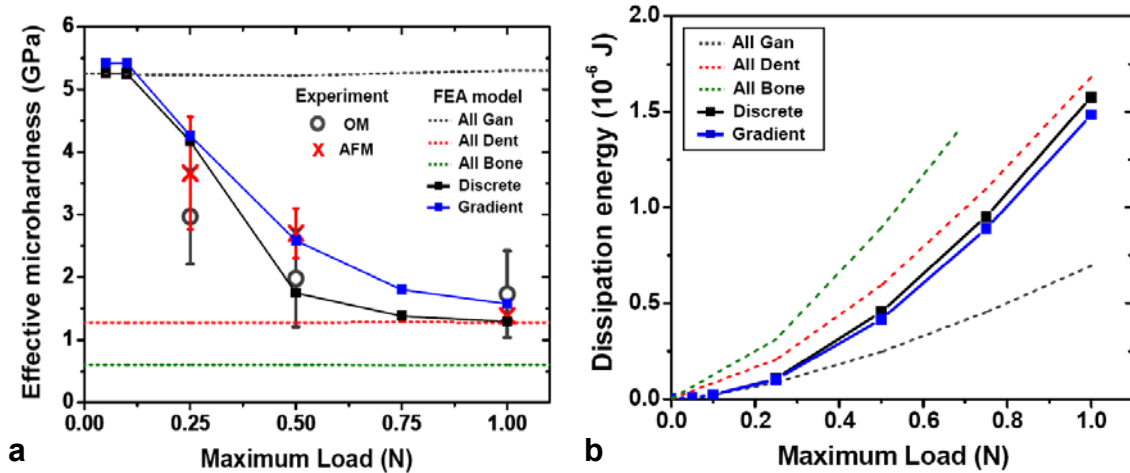 Effective microhardness (GPa)
6
5
4
3
2
1
0
0.00 0.25 0.50 0.75 1.00
Maximum Load (N)
Experiment
OM
AFM
FEA model
All Gan
All Dent
All Bone
Discrete
Gradient
a
Dissipation energy (10⁻⁶ J)
2.0
1.5
1.0
0.5
0.0
0.0 0.2 0.4 0.6 0.8 1.0
Maximum Load (N)
All Gan
All Dent
All Bone
Discrete
Gradient
b